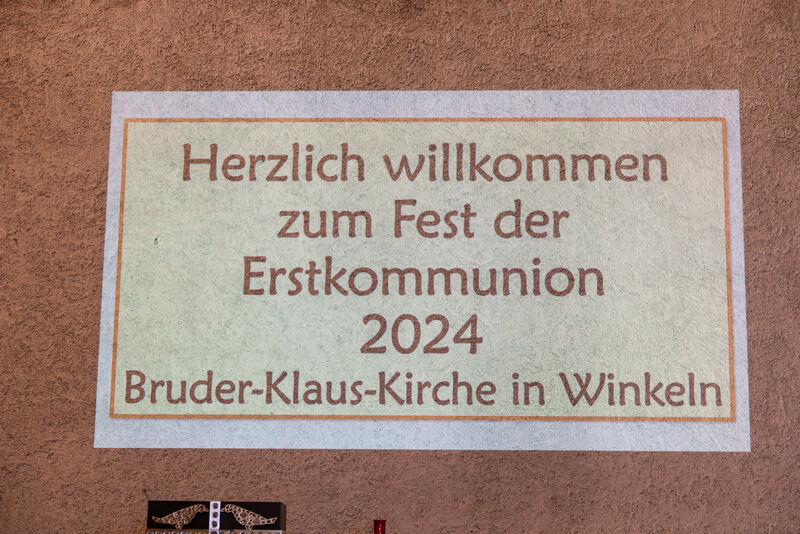 Herzlich willkommen
zum Fest der
Erstkommunion
2024
Bruder-Klaus-Kirche in Winkeln